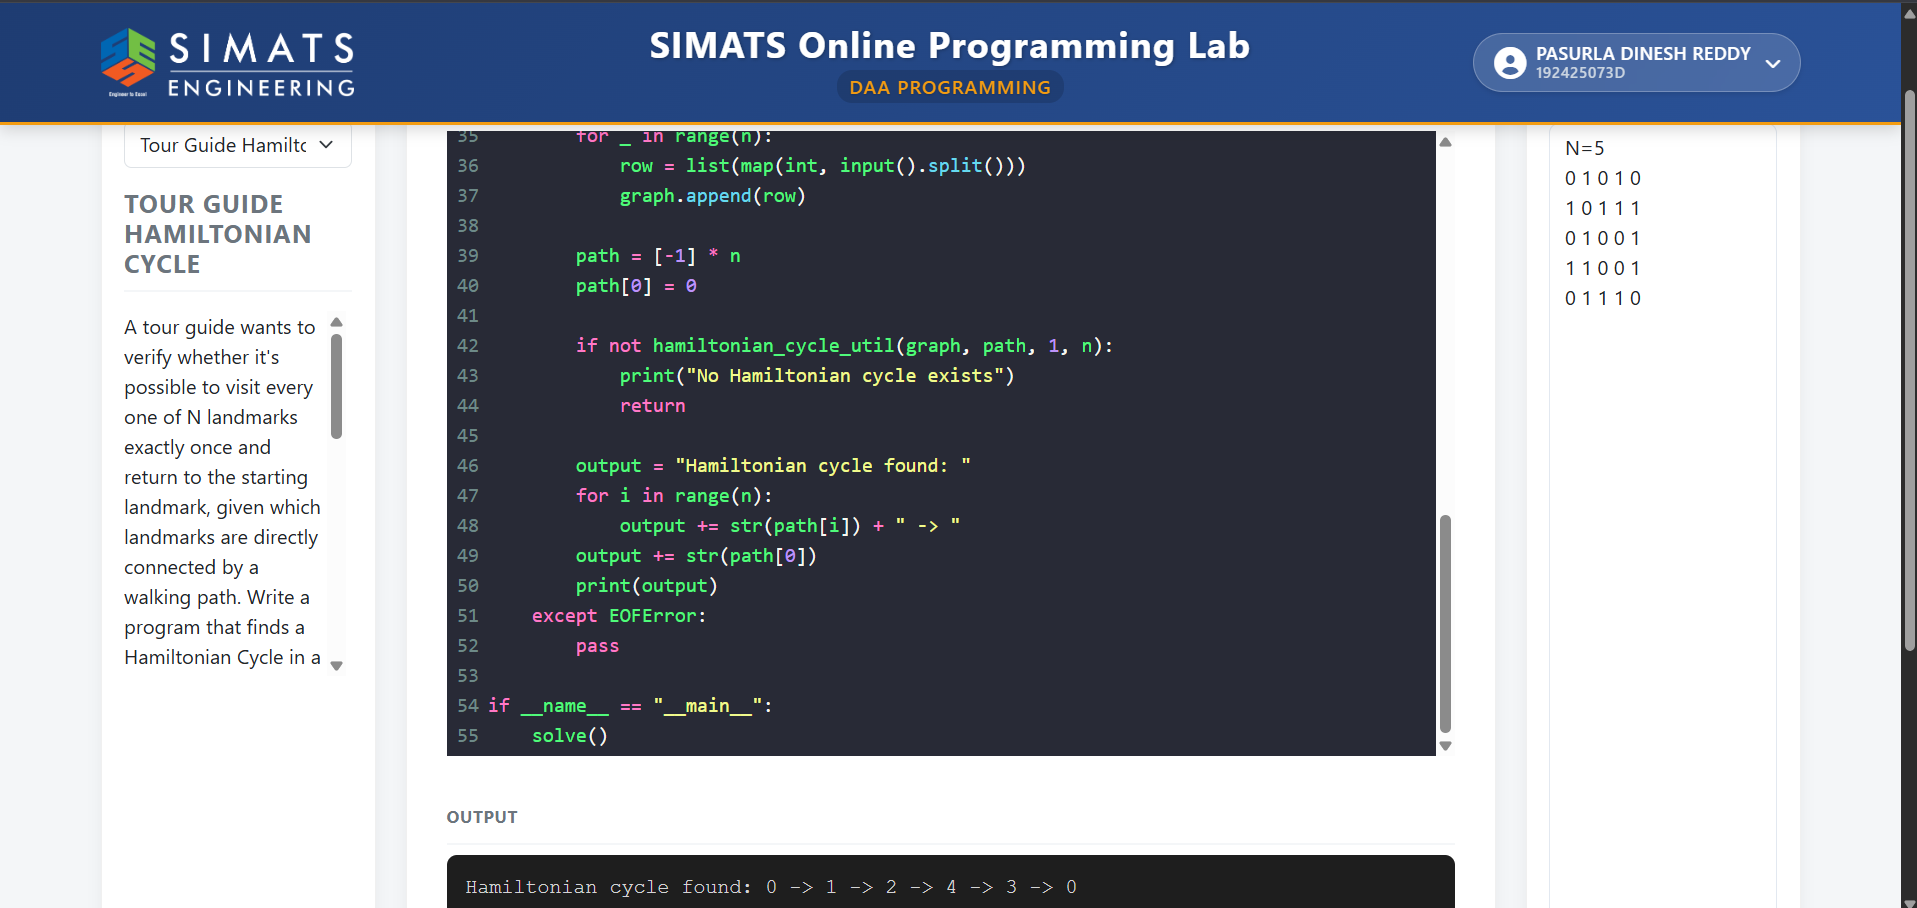 SIMATS
ENGINEERING
Engineer to Excel
SIMATS Online Programming Lab
DAA PROGRAMMING
PASURLA DINESH REDDY
192425073D
Tour Guide Hamiltc
TOUR GUIDE
HAMILTONIAN
CYCLE
A tour guide wants to
verify whether it's
possible to visit every
one of N landmarks
exactly once and
return to the starting
landmark, given which
landmarks are directly
connected by a
walking path. Write a
program that finds a
Hamiltonian Cycle in a
35 for _ in range(n):
36 row = list(map(int, input().split()))
37 graph.append(row)
38
39 path = [-1] * n
40 path[0] = 0
41
42 if not hamiltonian_cycle_util(graph, path, 1, n):
43 print("No Hamiltonian cycle exists")
44 return
45
46 output = "Hamiltonian cycle found: "
47 for i in range(n):
48 output += str(path[i]) + " -> "
49 output += str(path[0])
50 print(output)
51 except EOFError:
52 pass
53
54 if __name__ == "__main__":
55 solve()
OUTPUT
Hamiltonian cycle found: 0 -> 1 -> 2 -> 4 -> 3 -> 0
N=5
0 1 0 1 0
1 0 1 1 1
0 1 0 0 1
1 1 0 0 1
0 1 1 1 0